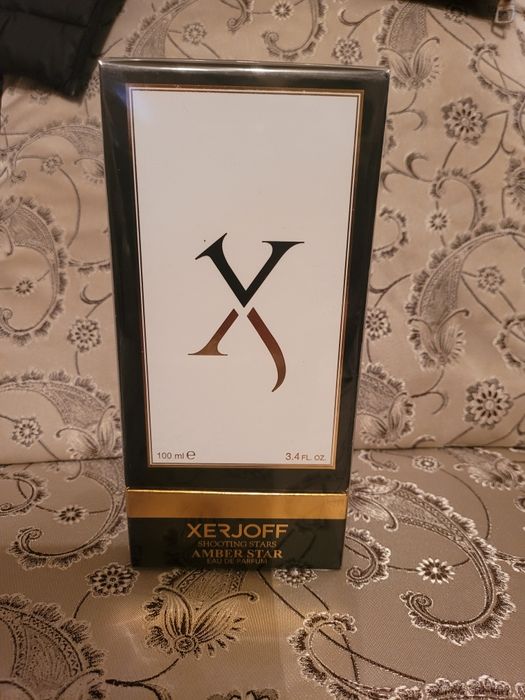 X
100 ml ℮ 3.4 FL. OZ.
XERJOFF
SHOOTING STARS
AMBER STAR
EAU DE PARFUM